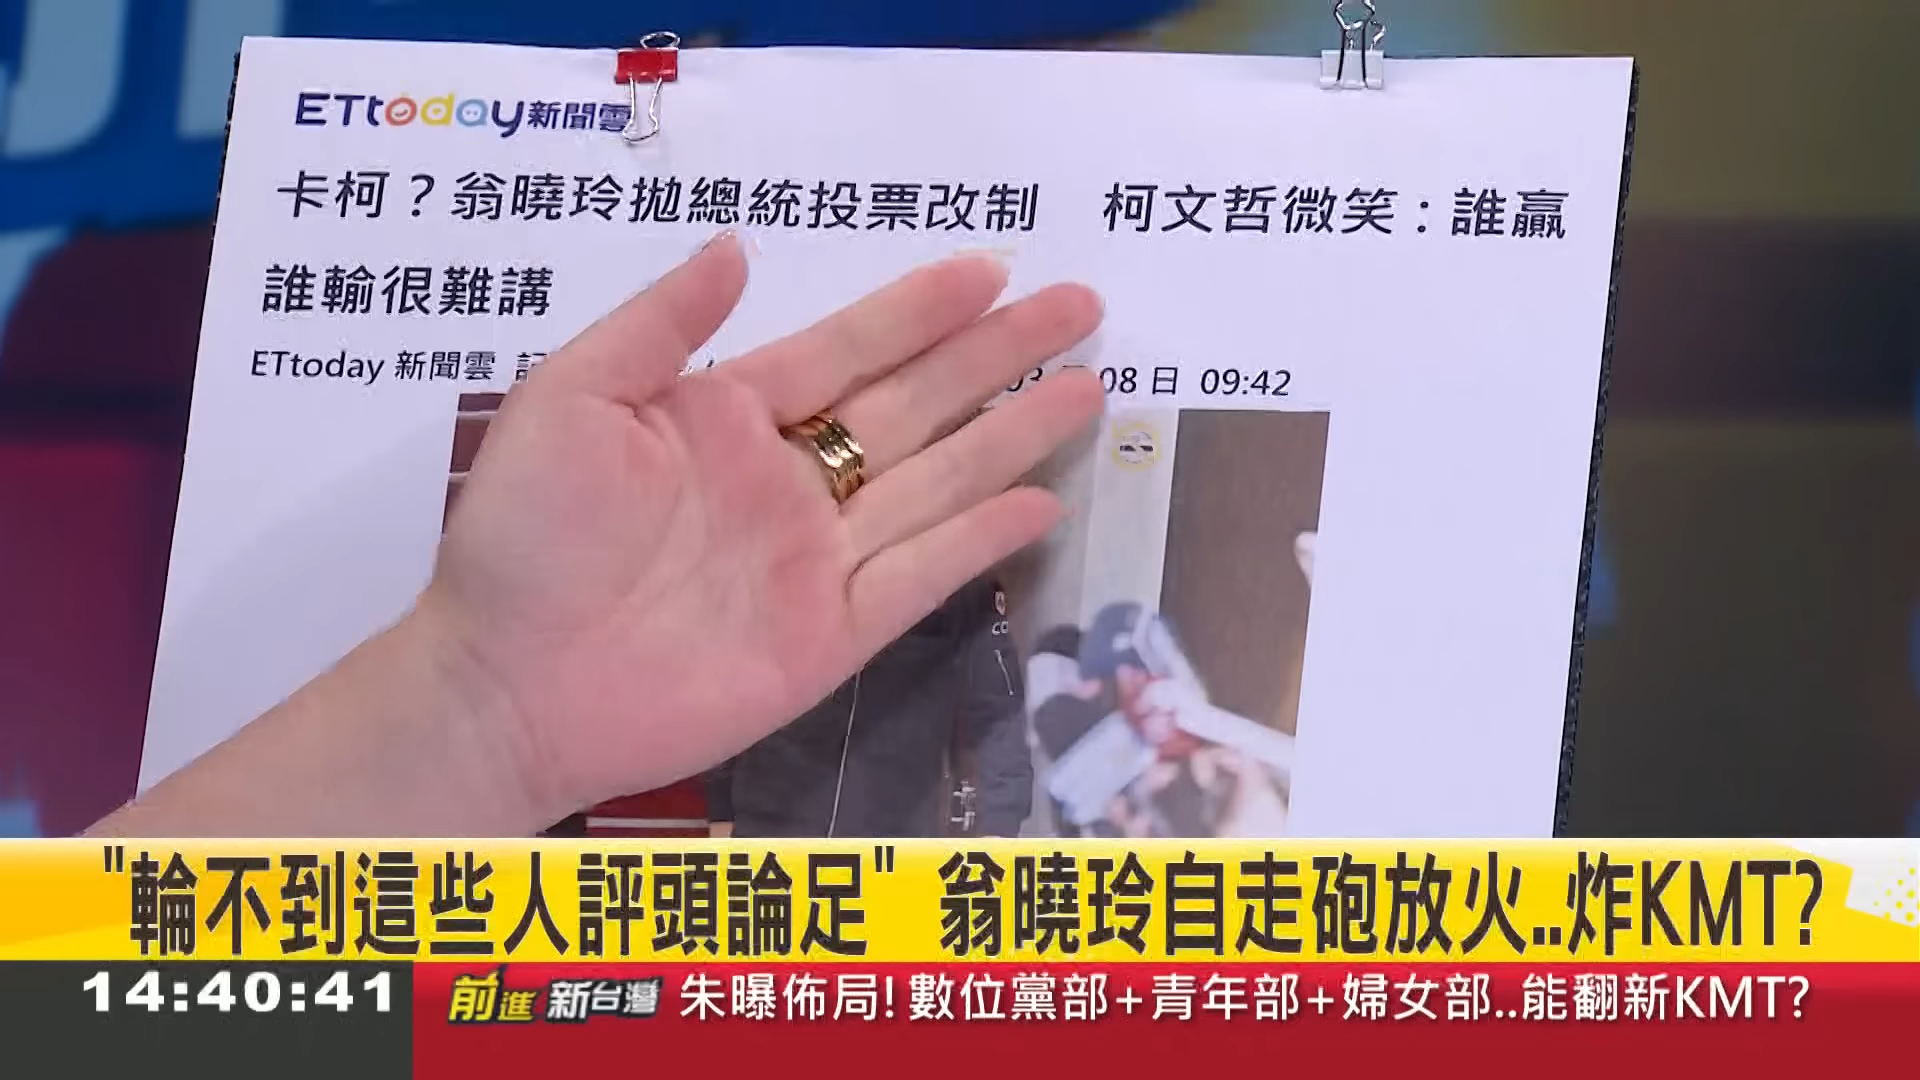 ETtoday新聞雲
卡柯？翁曉玲拋總統投票改制　柯文哲微笑：誰贏
誰輸很難講
ETtoday 新聞雲 記
03 08 日 09:42
"輪不到這些人評頭論足" 翁曉玲自走砲放火..炸KMT?
14:40:41
前進新台灣 朱曝佈局!數位黨部+青年部+婦女部..能翻新KMT?